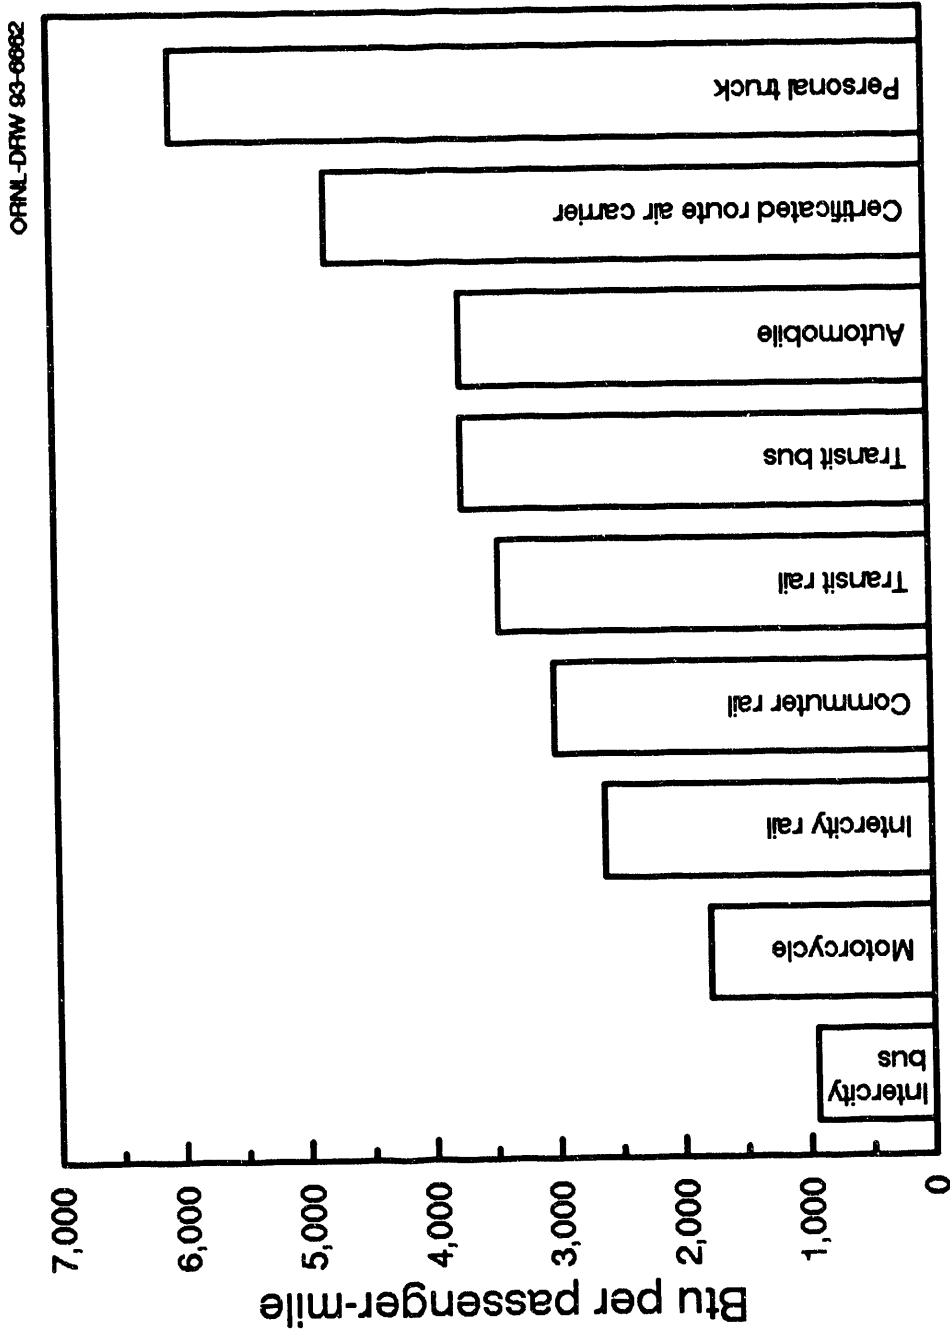 ORNL-DRW 93-6662
Personal truck
Certificated route air carrier
Automobile
Transit bus
Transit rail
Commuter rail
Intercity rail
Motorcycle
Intercity
bus
7,000
6,000
5,000
4,000
3,000
2,000
1,000
0
Btu per passenger-mile